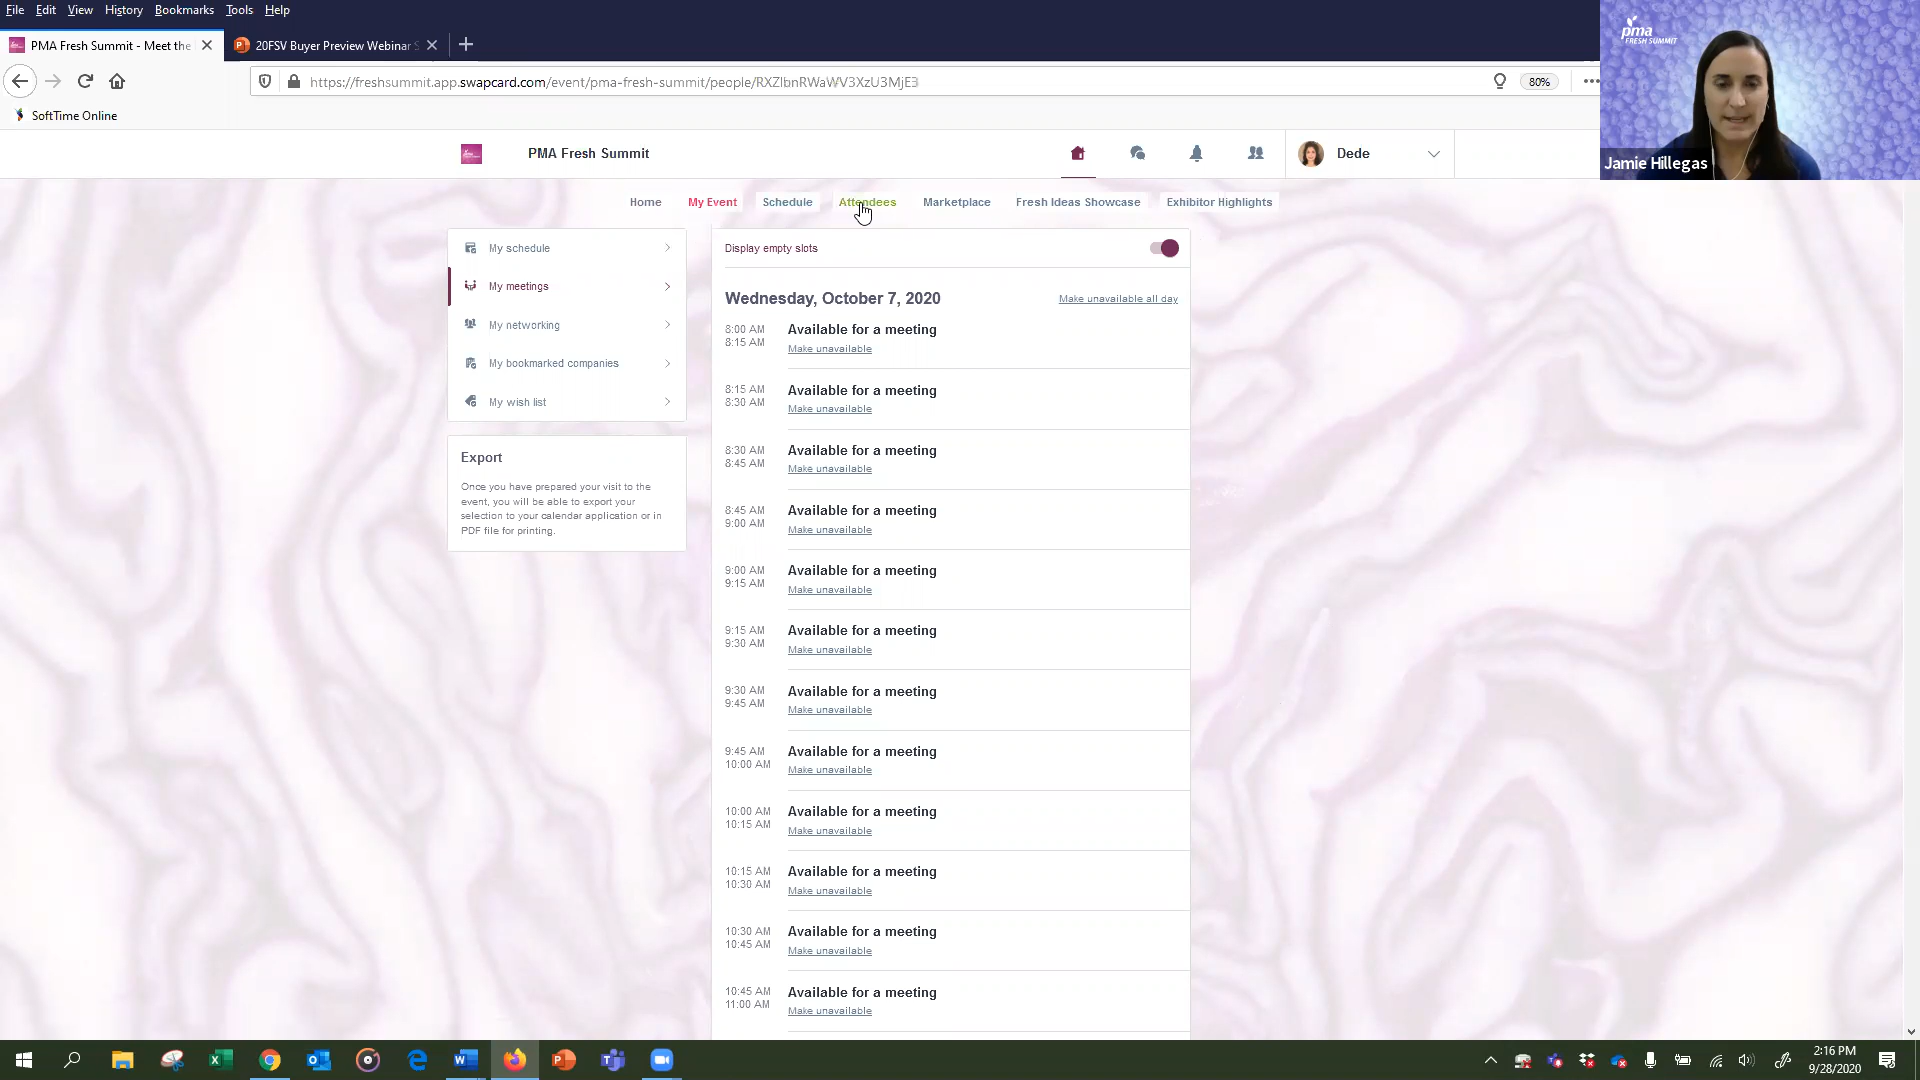 File Edit View History Bookmarks Tools Help
PMA Fresh Summit - Meet the
20FSV Buyer Preview Webinar S
https://freshsummit.app.swapcard.com/event/pma-fresh-summit/people/RXZlbnRWaWV3XzU3MjE3
80%
SoftTime Online
pma
FRESH SUMMIT
Jamie Hillegas
PMA Fresh Summit
Dede
Home My Event Schedule Attendees Marketplace Fresh Ideas Showcase Exhibitor Highlights
My schedule
My meetings
My networking
My bookmarked companies
My wish list
Export
Once you have prepared your visit to the
event, you will be able to export your
selection to your calendar application or in
PDF file for printing.
Display empty slots
Wednesday, October 7, 2020 Make unavailable all day
8:00 AM Available for a meeting
8:15 AM Make unavailable
8:15 AM Available for a meeting
8:30 AM Make unavailable
8:30 AM Available for a meeting
8:45 AM Make unavailable
8:45 AM Available for a meeting
9:00 AM Make unavailable
9:00 AM Available for a meeting
9:15 AM Make unavailable
9:15 AM Available for a meeting
9:30 AM Make unavailable
9:30 AM Available for a meeting
9:45 AM Make unavailable
9:45 AM Available for a meeting
10:00 AM Make unavailable
10:00 AM Available for a meeting
10:15 AM Make unavailable
10:15 AM Available for a meeting
10:30 AM Make unavailable
10:30 AM Available for a meeting
10:45 AM Make unavailable
10:45 AM Available for a meeting
11:00 AM Make unavailable
2:16 PM
9/28/2020